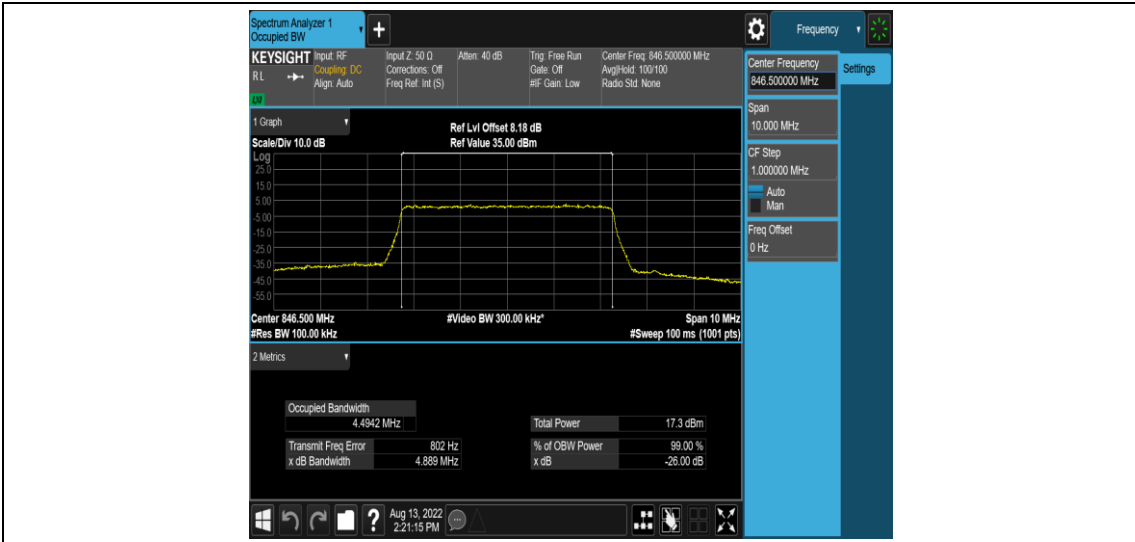 Spectrum Analyzer 1
Occupied BW
+
Frequency
KEYSIGHT
RL
LXI
Input: RF
Coupling: DC
Align: Auto
Input Z: 50 Ω
Corrections: Off
Freq Ref: Int (S)
Atten: 40 dB
Trig: Free Run
Gate: Off
#IF Gain: Low
Center Freq: 846.500000 MHz
Avg|Hold: 100/100
Radio Std: None
Center Frequency
846.500000 MHz
Settings
Span
10.000 MHz
CF Step
1.000000 MHz
Auto
Man
Freq Offset
0 Hz
1 Graph
Ref Lvl Offset 8.18 dB
Scale/Div 10.0 dB
Ref Value 35.00 dBm
Log
25.0
15.0
5.00
-5.00
-15.0
-25.0
-35.0
-45.0
-55.0
Center 846.500 MHz
#Video BW 300.00 kHz*
Span 10 MHz
#Res BW 100.00 kHz
#Sweep 100 ms (1001 pts)
2 Metrics
Occupied Bandwidth
4.4942 MHz
Total Power 17.3 dBm
Transmit Freq Error 802 Hz
% of OBW Power 99.00 %
x dB Bandwidth 4.889 MHz
x dB -26.00 dB
?
Aug 13, 2022
2:21:15 PM